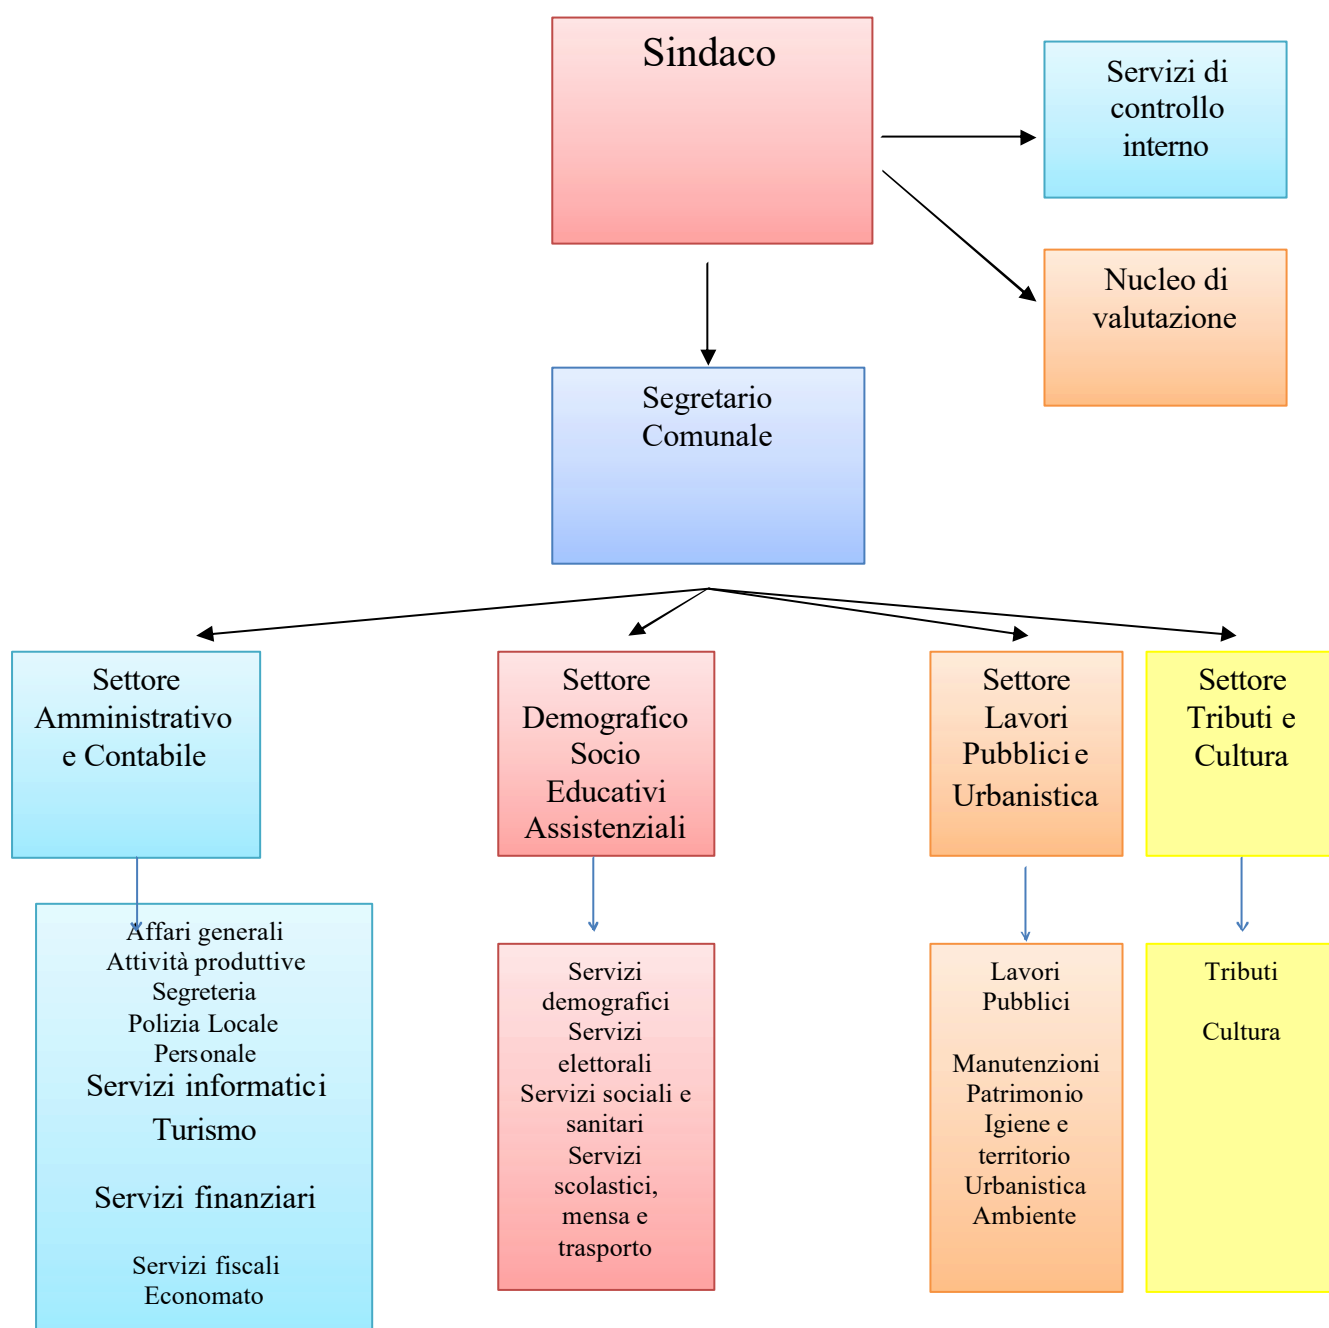 Sindaco
Servizi di
controllo
interno
Nucleo di
valutazione
Segretario
Comunale
Settore
Amministrativo
e Contabile
Settore
Demografico
Socio
Educativi
Assistenziali
Settore
Lavori
Pubblici e
Urbanistica
Settore
Tributi e
Cultura
Affari generali
Attività produttive
Segreteria
Polizia Locale
Personale
Servizi informatici
Turismo
Servizi finanziari
Servizi fiscali
Economato
Servizi
demografici
Servizi
elettorali
Servizi sociali e
sanitari
Servizi
scolastici,
mensa e
trasporto
Lavori
Pubblici
Manutenzioni
Patrimonio
Igiene e
territorio
Urbanistica
Ambiente
Tributi
Cultura